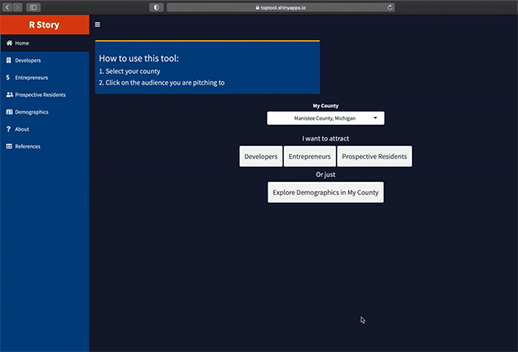 toptool.shinyapps.io
R Story
Home
Developers
Entrepreneurs
Prospective Residents
Demographics
About
References
How to use this tool:
1. Select your county
2. Click on the audience you are pitching to
My County
Manistee County, Michigan
I want to attract
Developers Entrepreneurs Prospective Residents
Or just
Explore Demographics in My County